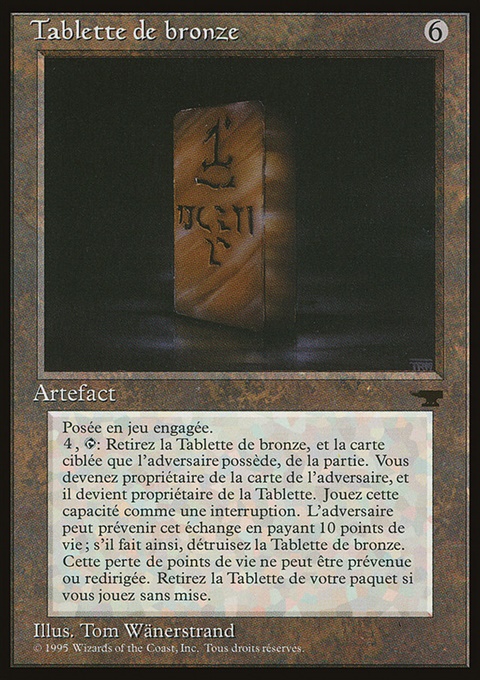 Tablette de bronze 6
Artefact
Posée en jeu engagée.
4, : Retirez la Tablette de bronze, et la carte
ciblée que l'adversaire possède, de la partie. Vous
devenez propriétaire de la carte de l'adversaire, et
il devient propriétaire de la Tablette. Jouez cette
capacité comme une interruption. L'adversaire
peut prévenir cet échange en payant 10 points de
vie ; s'il fait ainsi, détruisez la Tablette de bronze.
Cette perte de points de vie ne peut être prévenue
ou redirigée. Retirez la Tablette de votre paquet si
vous jouez sans mise.
Illus. Tom Wänerstrand
© 1995 Wizards of the Coast, Inc. Tous droits réservés.